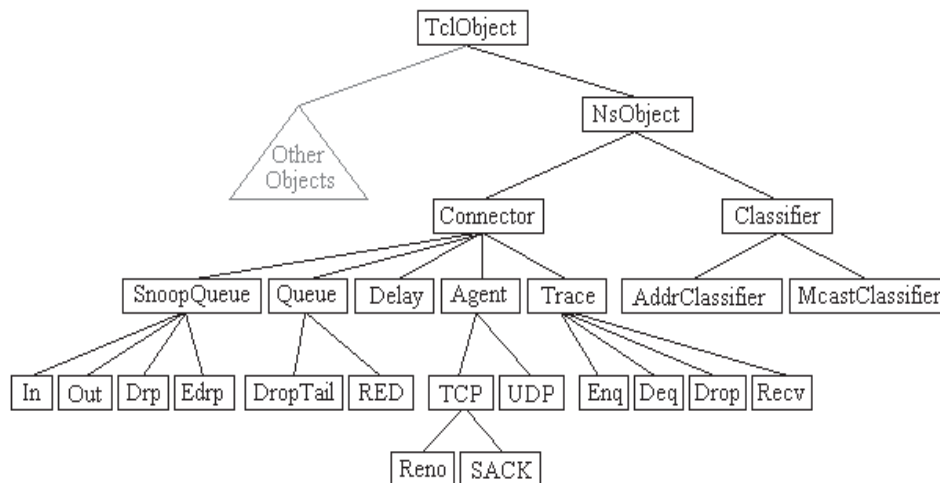 TclObject
NsObject
Other
Objects
Connector
Classifier
SnoopQueue
Queue
Delay
Agent
Trace
AddrClassifier
McastClassifier
In
Out
Drp
Edrp
DropTail
RED
TCP
UDP
Enq
Deq
Drop
Recv
Reno
SACK